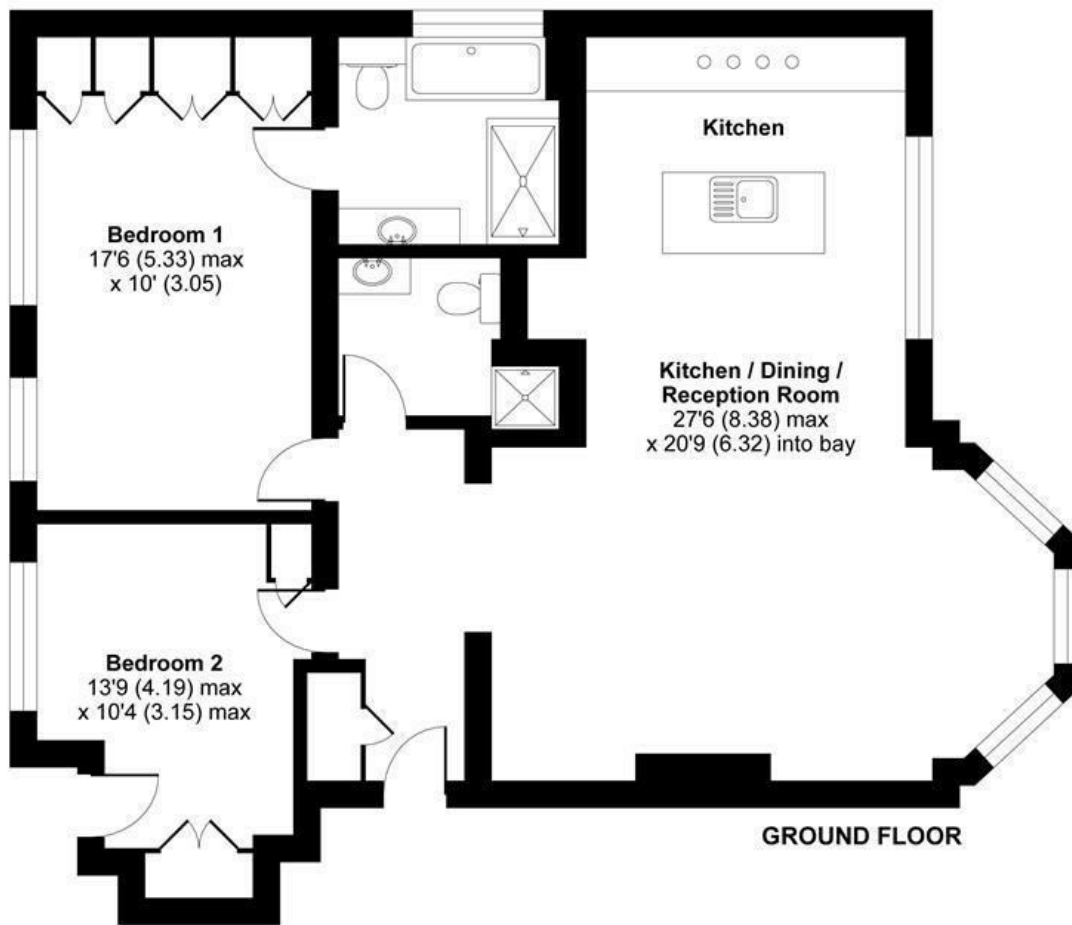 Kitchen
Bedroom 1
17'6 (5.33) max
x 10' (3.05)
Kitchen / Dining /
Reception Room
27'6 (8.38) max
x 20'9 (6.32) into bay
Bedroom 2
13'9 (4.19) max
x 10'4 (3.15) max
GROUND FLOOR